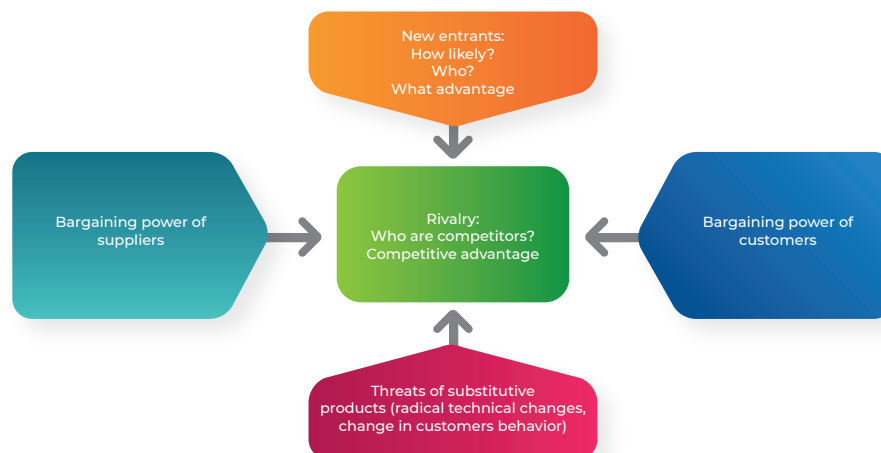 New entrants:
How likely?
Who?
What advantage
Bargaining power of
suppliers
Rivalry:
Who are competitors?
Competitive advantage
Bargaining power of
customers
Threats of substitutive
products (radical technical changes,
change in customers behavior)